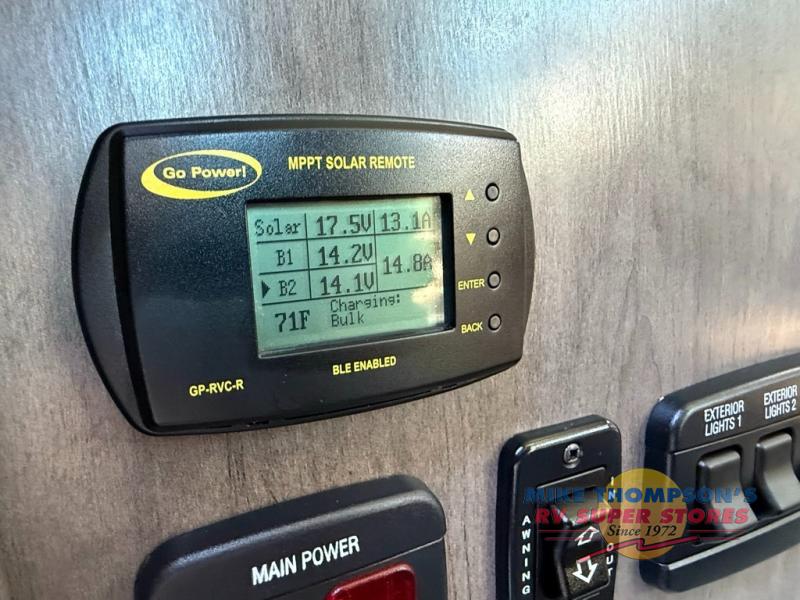 Go Power!
MPPT SOLAR REMOTE
Solar 17.5V 13.1A
B1 14.2V
14.8A
B2 14.1V
71F Charging:
Bulk
ENTER
BACK
BLE ENABLED
GP-RVC-R
EXTERIOR
LIGHTS 1
EXTERIOR
LIGHTS 2
MAIN POWER
AWNING
OUT
MIKE THOMPSON'S
RV SUPER STORES
Since 1972